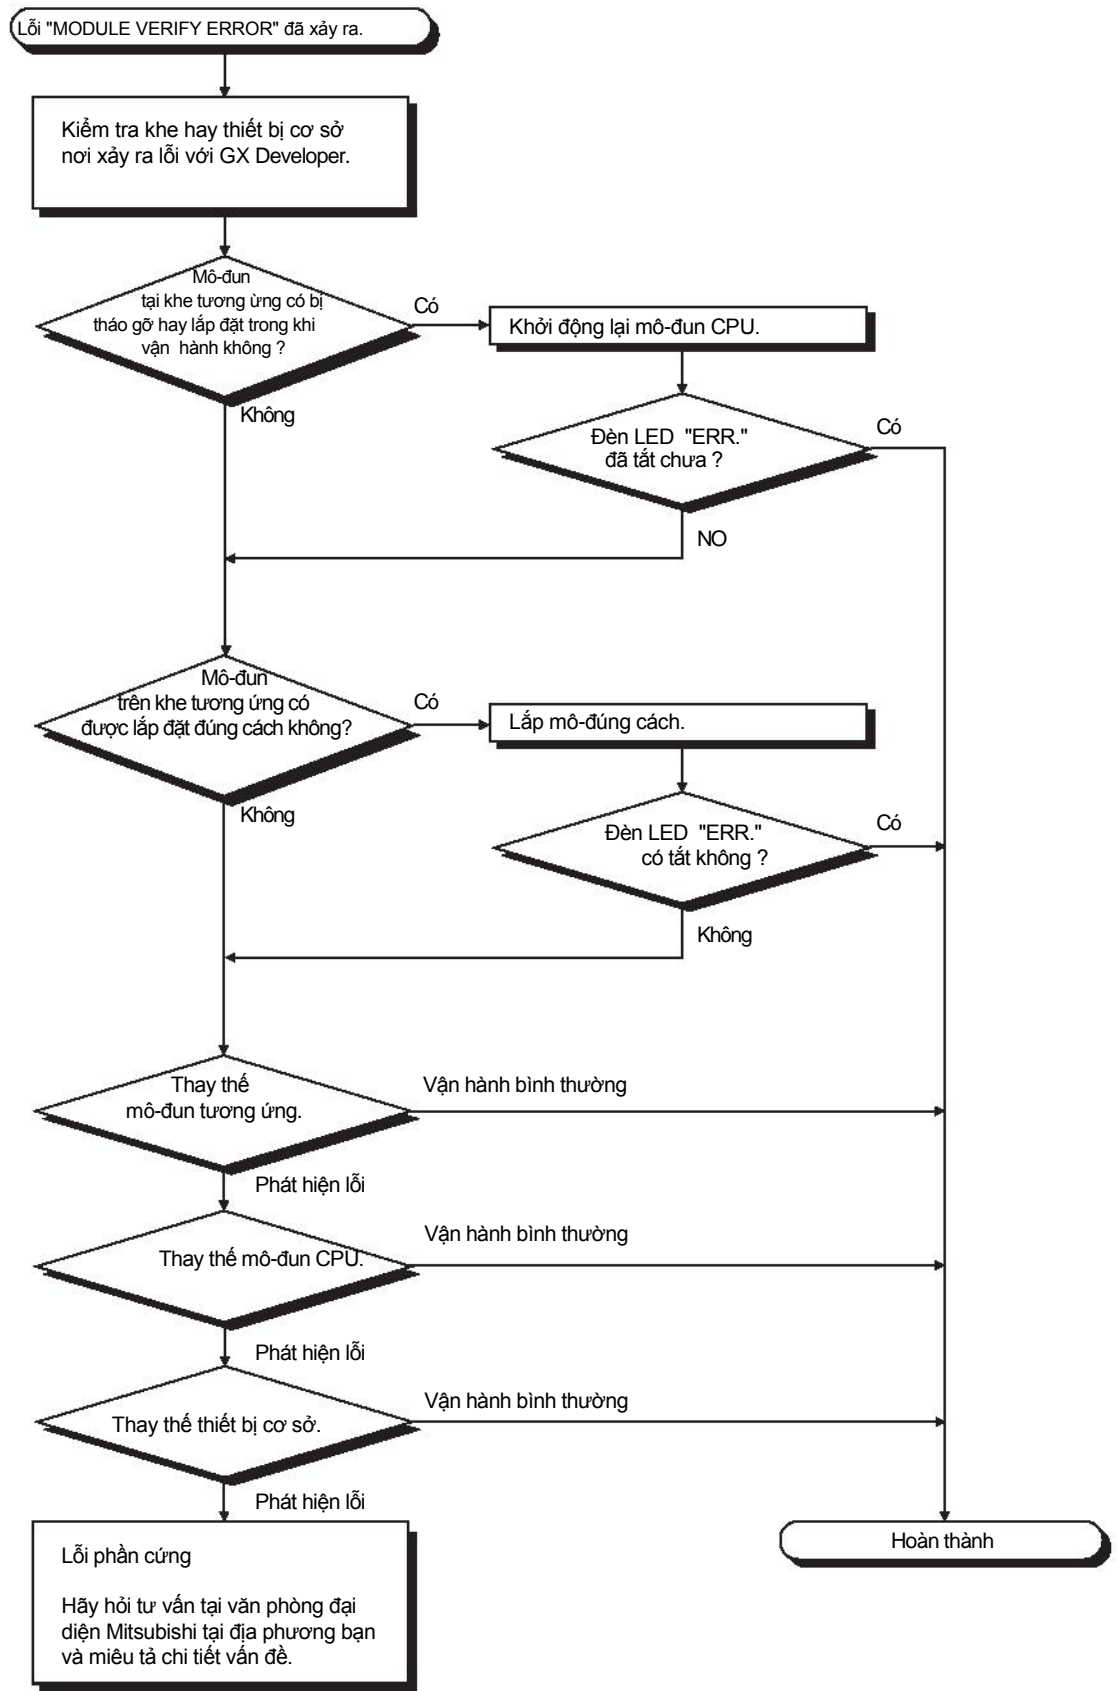 Lỗi "MODULE VERIFY ERROR" đã xảy ra.
Kiểm tra khe hay thiết bị cơ sở
nơi xảy ra lỗi với GX Developer.
Mô-đun
tại khe tương ừng có bị
tháo gỡ hay lắp đặt trong khi
vận hành không ?
Có
Khởi động lại mô-đun CPU.
Không
Đèn LED "ERR."
đã tắt chưa ?
Có
NO
Mô-đun
trên khe tương ứng có
được lắp đặt đúng cách không?
Có
Lắp mô-đúng cách.
Không
Đèn LED "ERR."
có tắt không ?
Có
Không
Thay thế
mô-đun tương ứng.
Vận hành bình thường
Phát hiện lỗi
Thay thế mô-đun CPU.
Vận hành bình thường
Phát hiện lỗi
Thay thế thiết bị cơ sở.
Vận hành bình thường
Phát hiện lỗi
Lỗi phần cứng
Hãy hỏi tư vấn tại văn phòng đại
diện Mitsubishi tại địa phương bạn
và miêu tả chi tiết vấn đề.
Hoàn thành